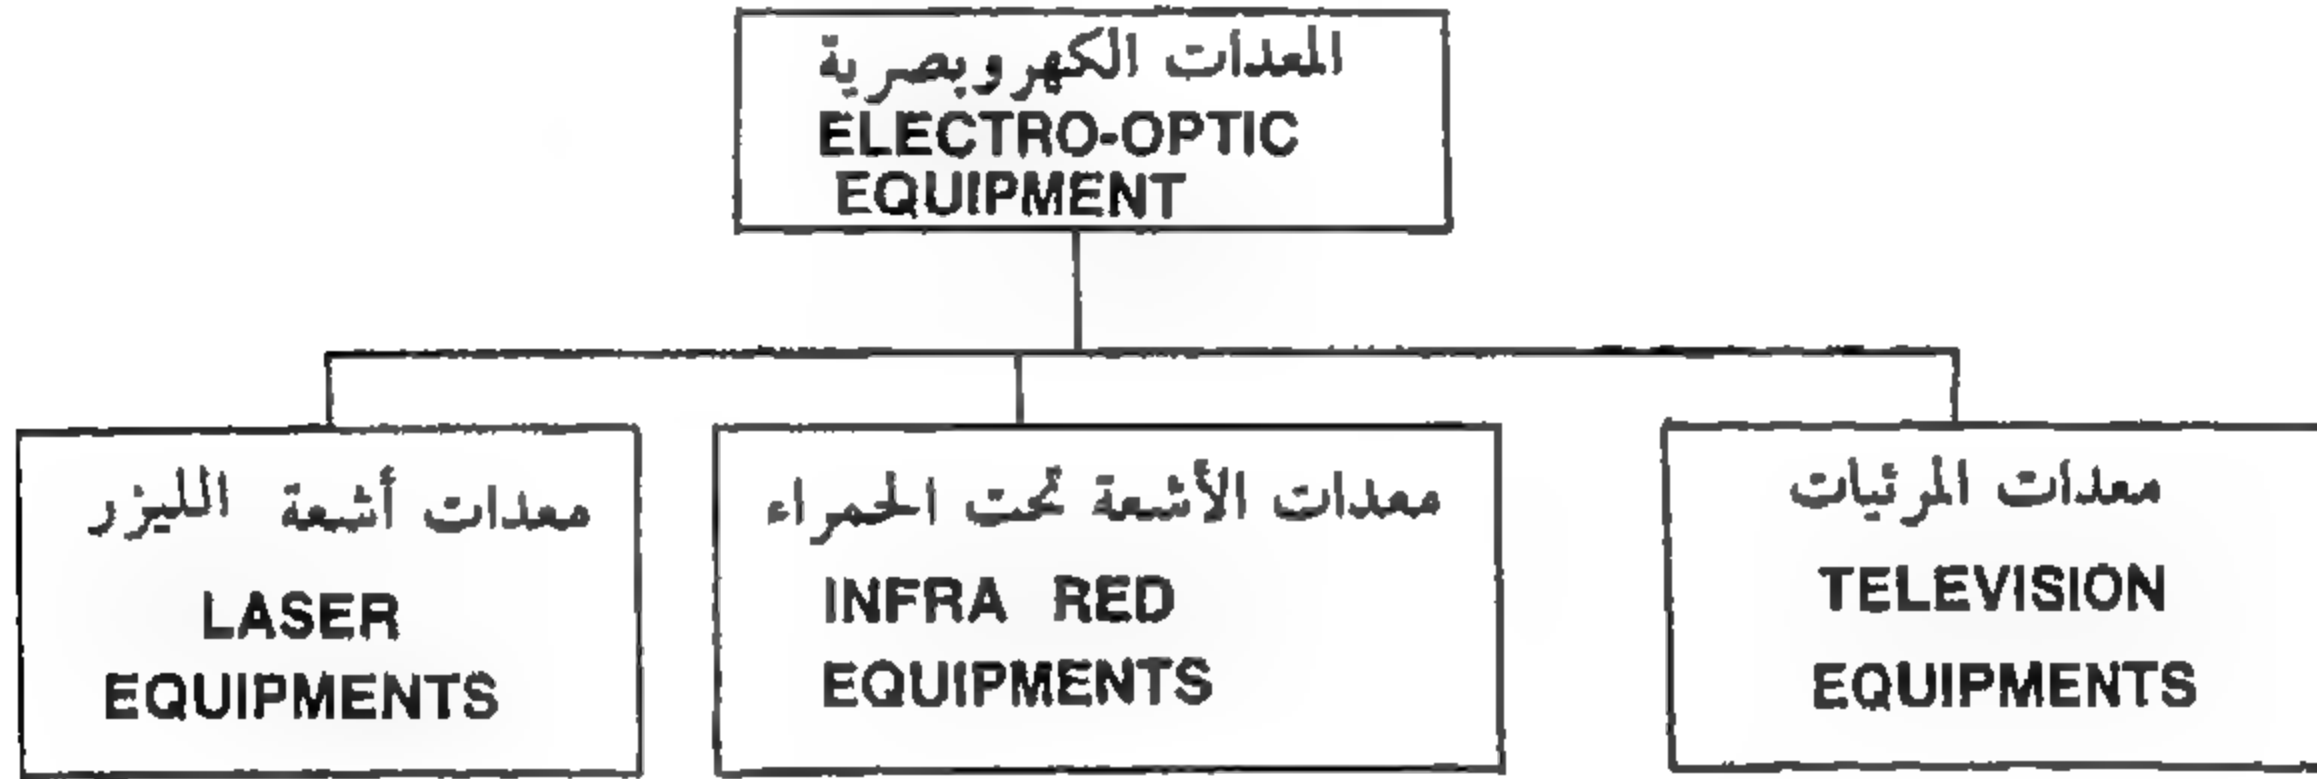 المعدات الكهروبصرية
ELECTRO-OPTIC
EQUIPMENT
معدات أشعة الليزر
LASER
EQUIPMENTS
معدات الأشعة تحت الحمراء
INFRA RED
EQUIPMENTS
معدات المرئيات
TELEVISION
EQUIPMENTS